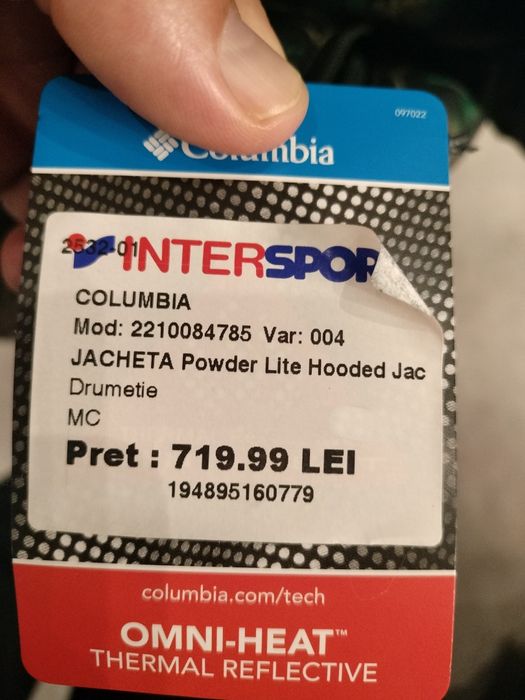 097022
Columbia
2532-01
INTERSPOR
COLUMBIA
Mod: 2210084785 Var: 004
JACHETA Powder Lite Hooded Jac
Drumetie
MC
Pret : 719.99 LEI
194895160779
columbia.com/tech
OMNI-HEAT™
THERMAL REFLECTIVE